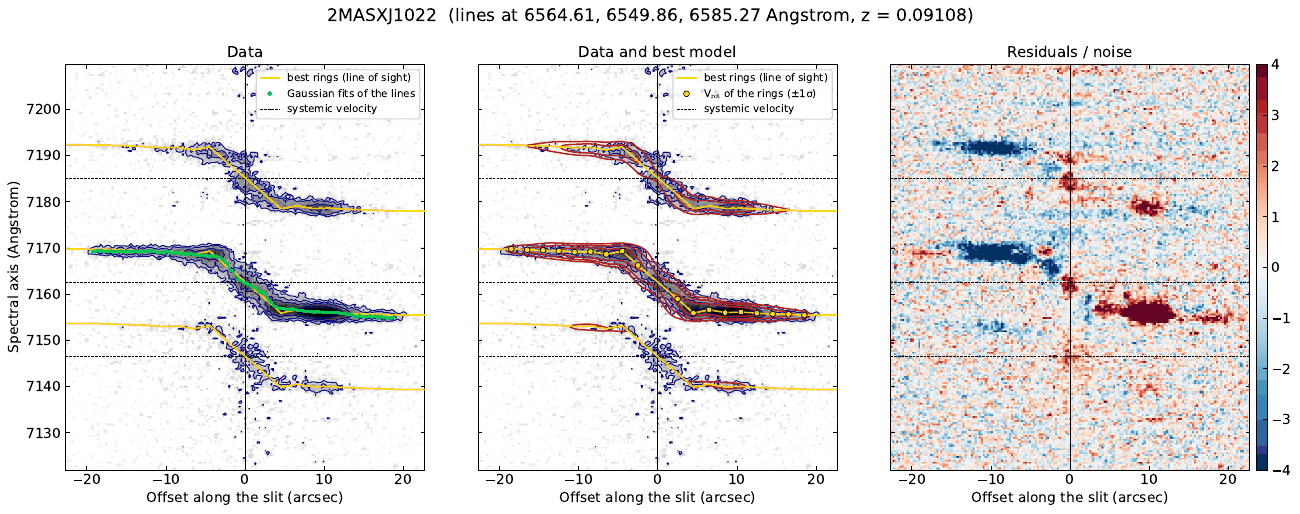 2MASXJ1022 (lines at 6564.61, 6549.86, 6585.27 Angstrom, z = 0.09108)
Data
Data and best model
Residuals / noise
best rings (line of sight)
Gaussian fits of the lines
systemic velocity
best rings (line of sight)
of the rings (±1σ)
systemic velocity
Spectral axis (Angstrom)
7200
7190
7180
7170
7160
7150
7140
7130
−20 −10 0 10 20
−20 −10 0 10 20
−20 −10 0 10 20
Offset along the slit (arcsec)
Offset along the slit (arcsec)
Offset along the slit (arcsec)
4
3
2
1
0
−1
−2
−3
−4